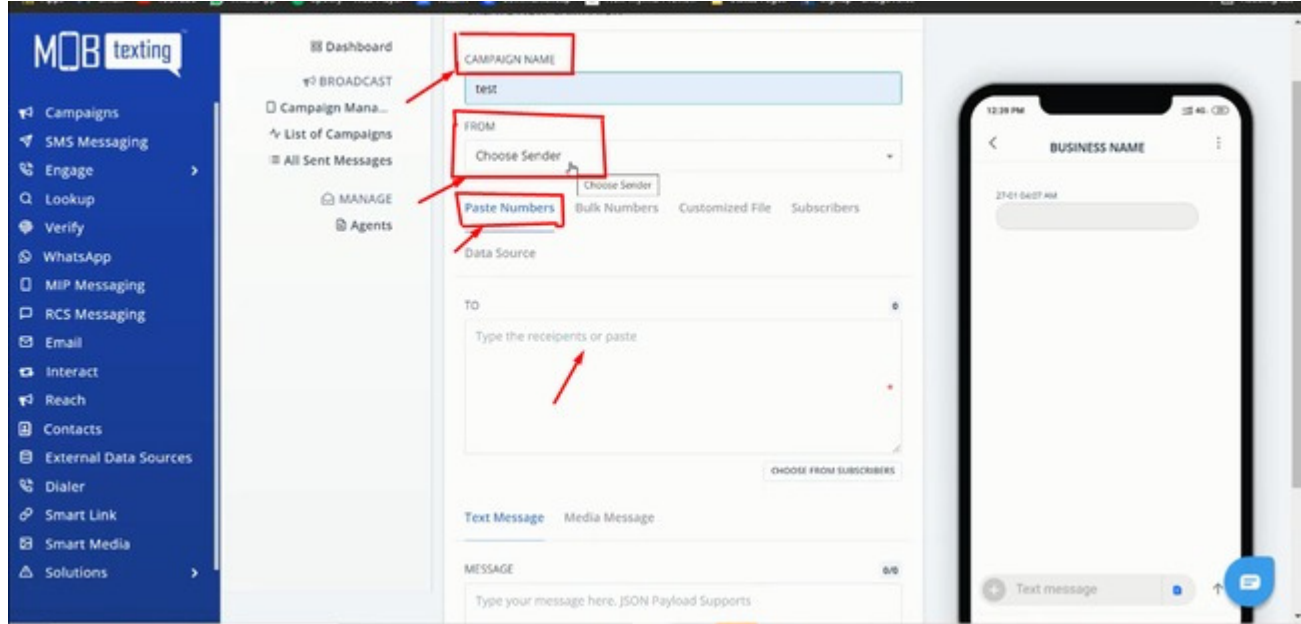 MOBtexting
Campaigns
SMS Messaging
Engage
Lookup
Verify
WhatsApp
MIP Messaging
RCS Messaging
Email
Interact
Reach
Contacts
External Data Sources
Dialer
Smart Link
Smart Media
Solutions
Dashboard
BROADCAST
Campaign Mana...
List of Campaigns
All Sent Messages
MANAGE
Agents
CAMPAIGN NAME
test
FROM
Choose Sender
Choose Sender
Paste Numbers Bulk Numbers Customized File Subscribers
Data Source
TO 0
Type the receipents or paste
*
CHOOSE FROM SUBSCRIBERS
Text Message Media Message
MESSAGE 0/0
Type your message here. JSON Payload Supports
12:39 PM 4G
BUSINESS NAME
27-01 04:07 AM
Text message